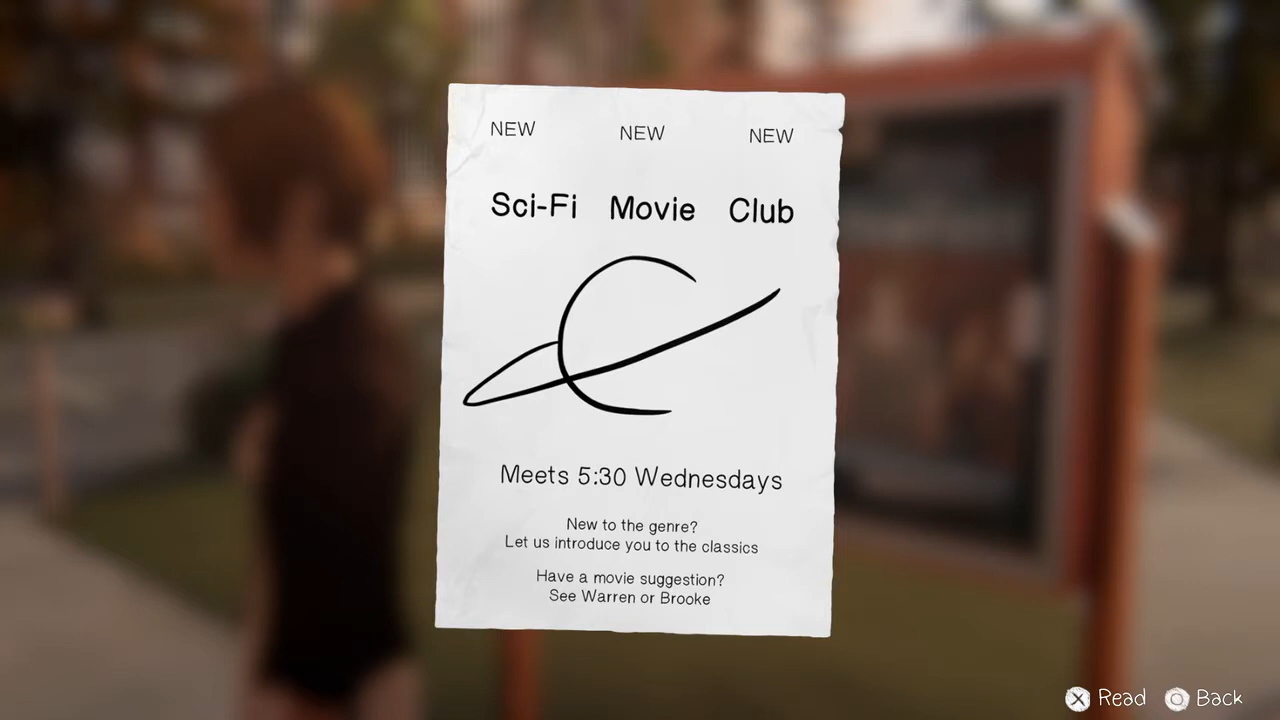 NEW NEW NEW
Sci-Fi Movie Club
Meets 5:30 Wednesdays
New to the genre?
Let us introduce you to the classics
Have a movie suggestion?
See Warren or Brooke
Read Back